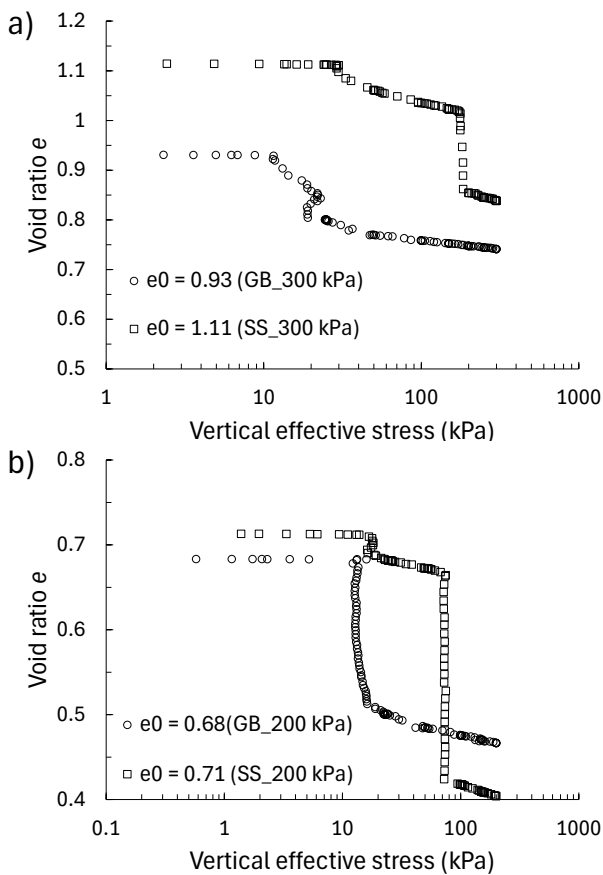 a)
1.2
1.1
1
0.9
0.8
0.7
0.6
0.5
Void ratio e
e0 = 0.93 (GB_300 kPa)
e0 = 1.11 (SS_300 kPa)
1 10 100 1000
Vertical effective stress (kPa)
b)
0.8
0.7
0.6
0.5
0.4
Void ratio e
e0 = 0.68(GB_200 kPa)
e0 = 0.71 (SS_200 kPa)
0.1 1 10 100 1000
Vertical effective stress (kPa)